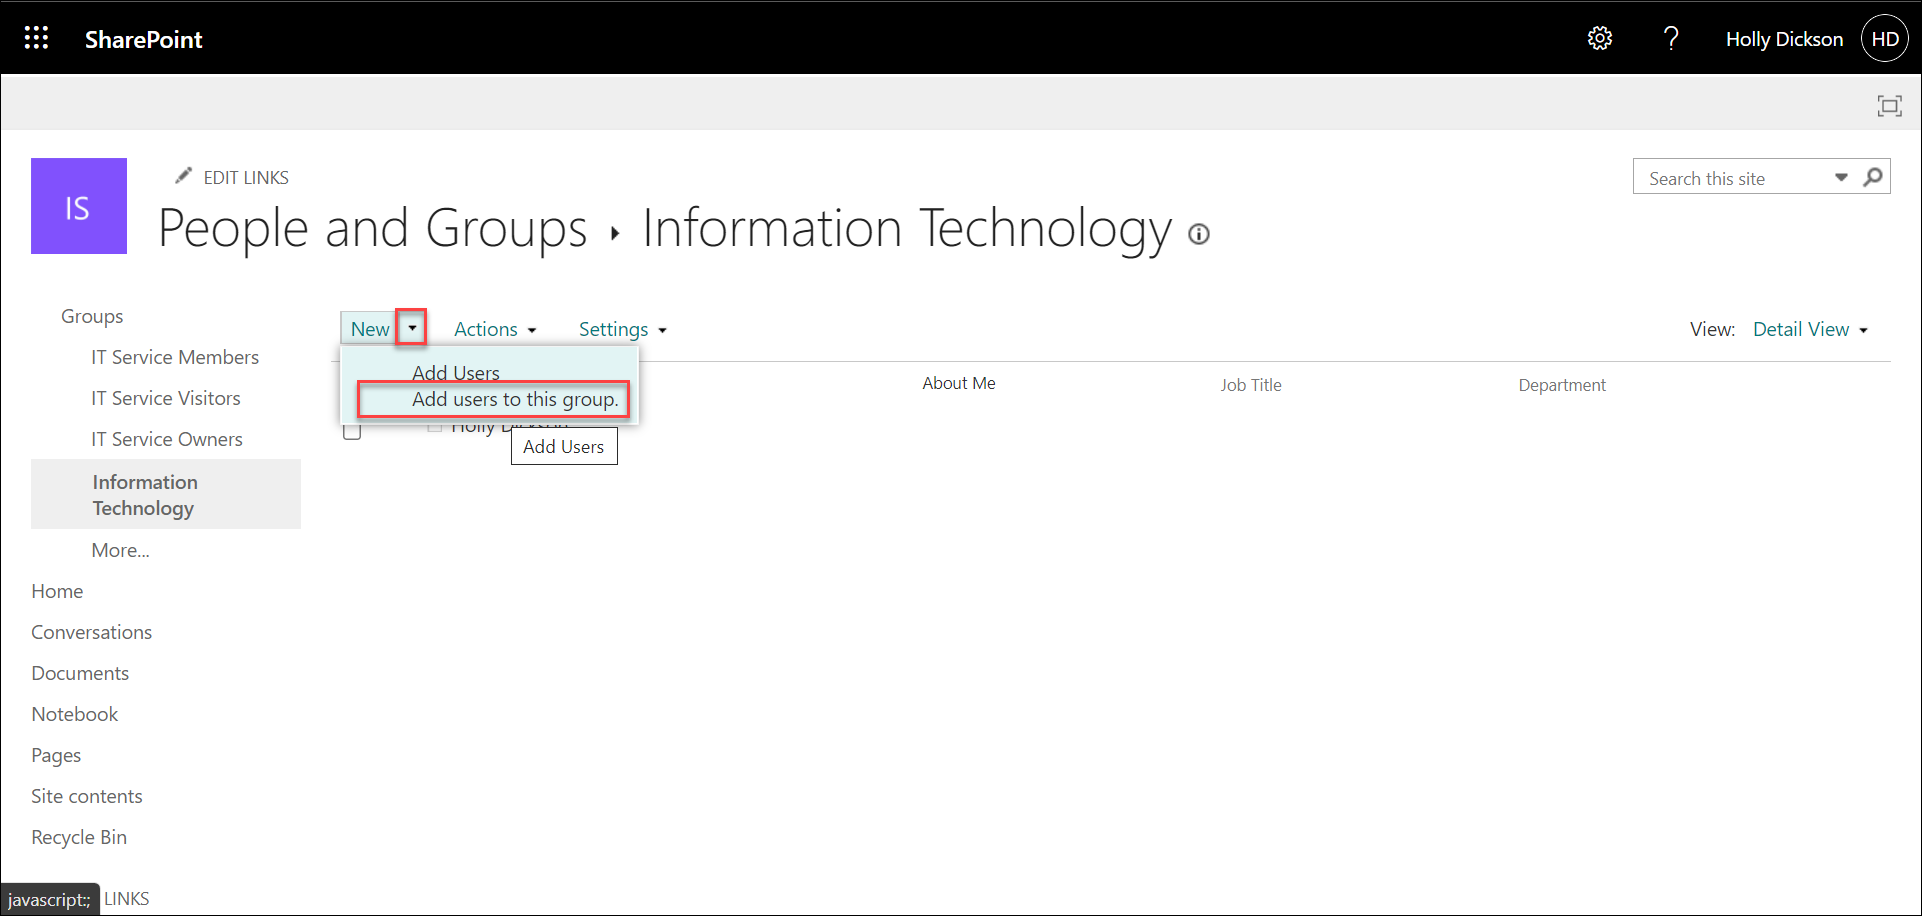 SharePoint
Holly Dickson
HD
IS
EDIT LINKS
Search this site
People and Groups ▸ Information Technology
Groups
IT Service Members
IT Service Visitors
IT Service Owners
Information
Technology
More...
Home
Conversations
Documents
Notebook
Pages
Site contents
Recycle Bin
New
Actions
Settings
View: Detail View
Add Users
Add users to this group.
About Me
Job Title
Department
Holly Dickson
Add Users
javascript:;
LINKS